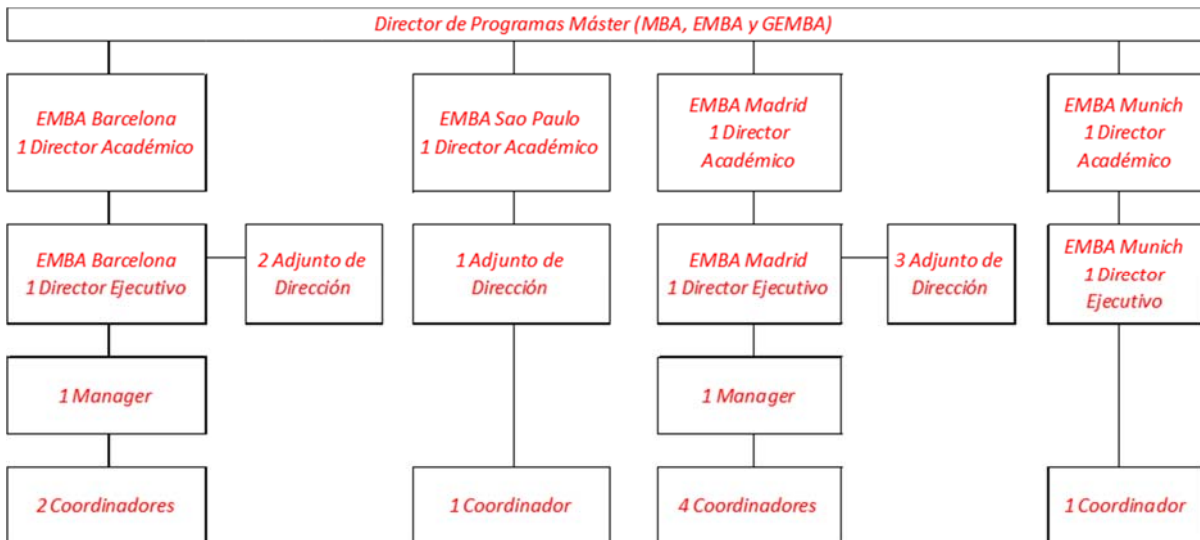 Director de Programas Máster (MBA, EMBA y GEMBA)
EMBA Barcelona
1 Director Académico
EMBA Sao Paulo
1 Director Académico
EMBA Madrid
1 Director
Académico
EMBA Munich
1 Director
Académico
EMBA Barcelona
1 Director Ejecutivo
2 Adjunto de
Dirección
1 Adjunto de
Dirección
EMBA Madrid
1 Director Ejecutivo
3 Adjunto de
Dirección
EMBA Munich
1 Director
Ejecutivo
1 Manager
1 Manager
2 Coordinadores
1 Coordinador
4 Coordinadores
1 Coordinador